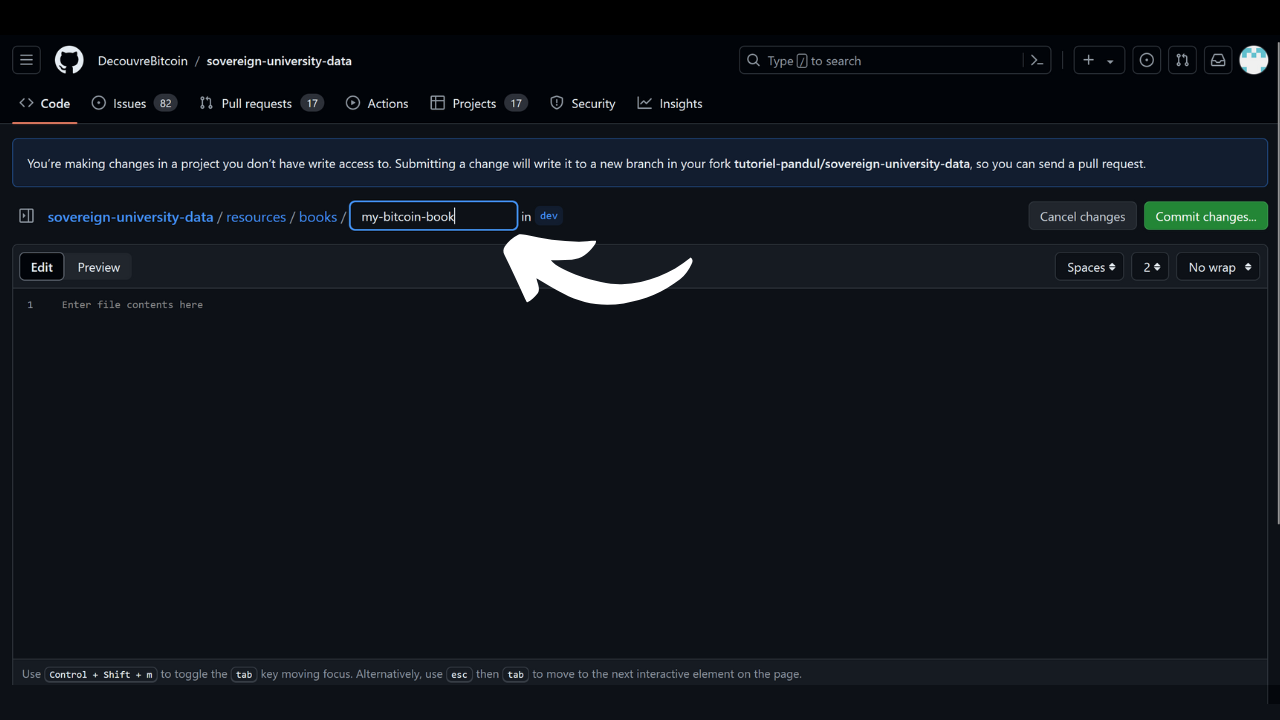 DecouvreBitcoin / sovereign-university-data
Type / to search
Code Issues 82 Pull requests 17 Actions Projects 17 Security Insights
You're making changes in a project you don't have write access to. Submitting a change will write it to a new branch in your fork tutoriel-pandul/sovereign-university-data, so you can send a pull request.
sovereign-university-data / resources / books / my-bitcoin-book in dev Cancel changes Commit changes...
Edit Preview Spaces 2 No wrap
1 Enter file contents here
Use Control + Shift + m to toggle the tab key moving focus. Alternatively, use esc then tab to move to the next interactive element on the page.